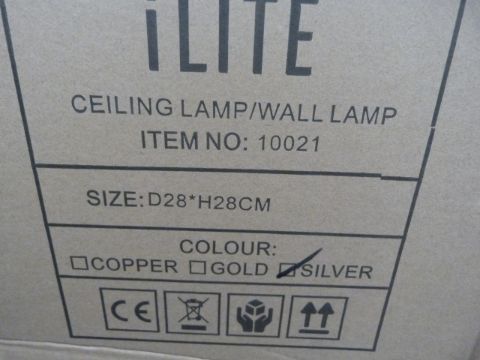 iLITE
CEILING LAMP/WALL LAMP
ITEM NO: 10021
SIZE: D28*H28CM
COLOUR:
☐COPPER ☐GOLD ☑SILVER
CE